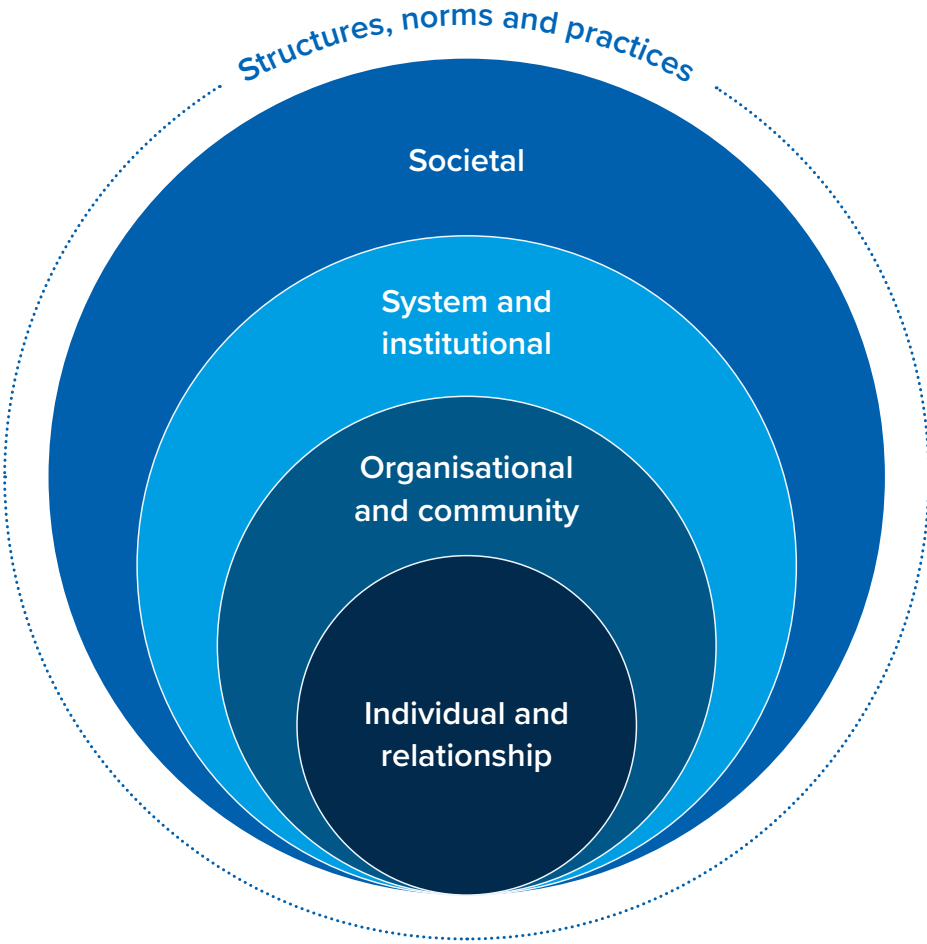 Structures, norms and practices
Societal
System and
institutional
Organisational
and community
Individual and
relationship